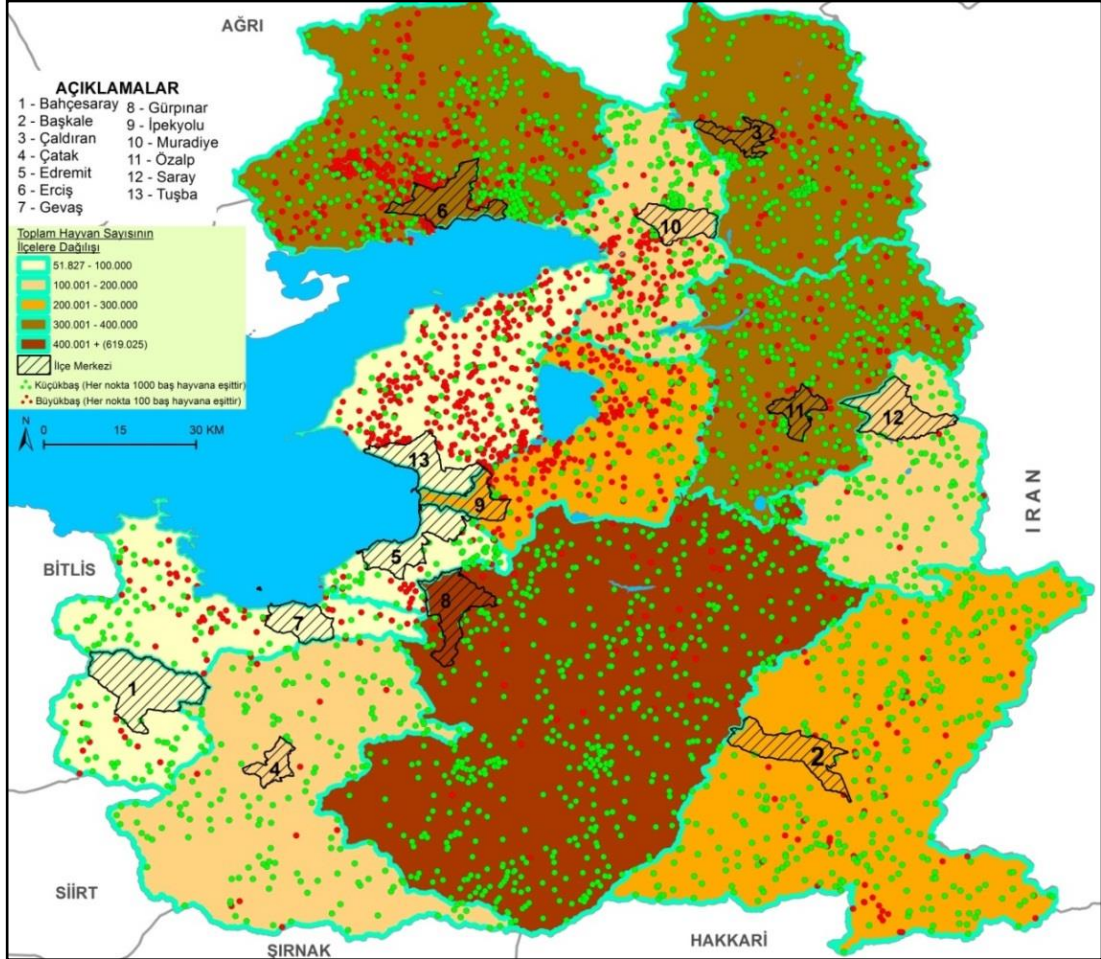 AĞRI
AÇIKLAMALAR
1 - Bahçesaray
2 - Başkale
3 - Çaldıran
4 - Çatak
5 - Edremit
6 - Erciş
7 - Gevaş
8 - Gürpınar
9 - İpekyolu
10 - Muradiye
11 - Özalp
12 - Saray
13 - Tuşba
Toplam Hayvan Sayısının
İlçelere Dağılışı
51.827 - 100.000
100.001 - 200.000
200.001 - 300.000
300.001 - 400.000
400.001 + (619.025)
İlçe Merkezi
Küçükbaş (Her nokta 1000 baş hayvana eşittir)
Büyükbaş (Her nokta 100 baş hayvana eşittir)
N
0 15 30 KM
3
6
10
11
12
13
9
5
8
7
1
4
2
BİTLİS
IRAN
SİİRT
ŞIRNAK
HAKKARİ